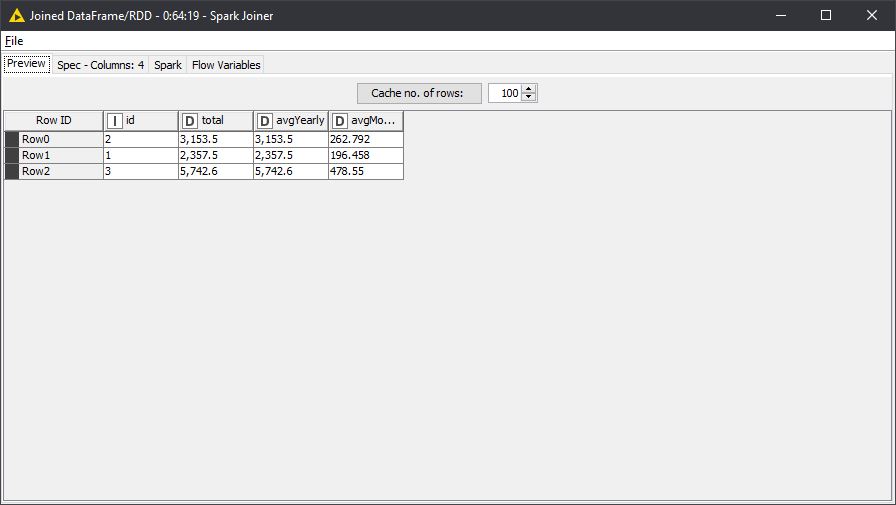 Joined DataFrame/RDD - 0:64:19 - Spark Joiner
File
Preview Spec - Columns: 4 Spark Flow Variables
Cache no. of rows: 100
Row ID I id D total D avgYearly D avgMo...
Row0 2 3,153.5 3,153.5 262.792
Row1 1 2,357.5 2,357.5 196.458
Row2 3 5,742.6 5,742.6 478.55